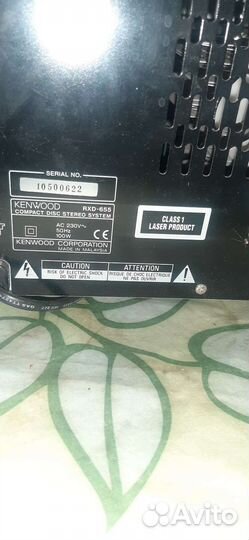 SERIAL NO.
10500622
KENWOOD RXD-655
COMPACT DISC STEREO SYSTEM
AC 230V~
50Hz
100W
CE
KENWOOD CORPORATION
MADE IN MALAYSIA
CLASS 1
LASER PRODUCT
CAUTION
RISK OF ELECTRIC SHOCK
DO NOT OPEN
ATTENTION
RISQUE DE CHOC ELECTRIQUE
NE PAS OUVRIR
Avito